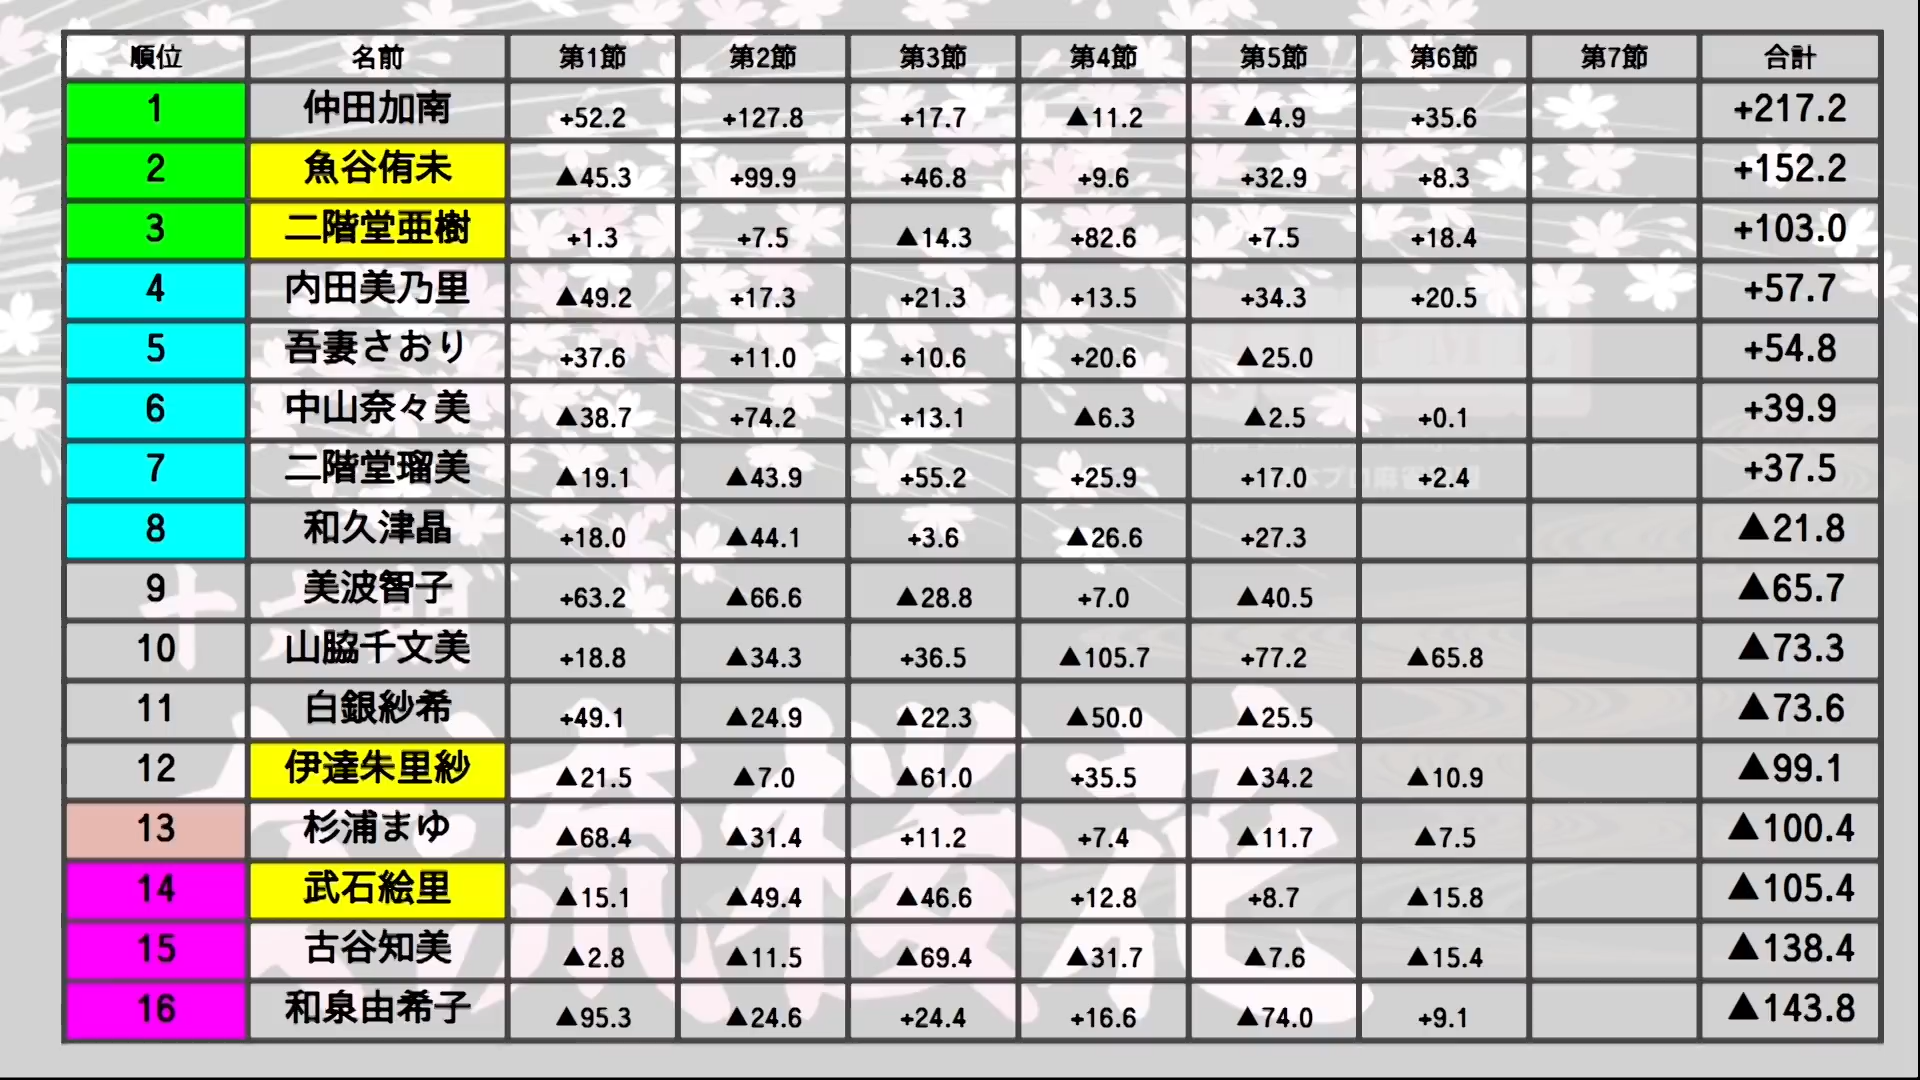 順位 名前 第1節 第2節 第3節 第4節 第5節 第6節 第7節 合計
1 仲田加南 +52.2 +127.8 +17.7 ▲11.2 ▲4.9 +35.6 +217.2
2 魚谷侑未 ▲45.3 +99.9 +46.8 +9.6 +32.9 +8.3 +152.2
3 二階堂亜樹 +1.3 +7.5 ▲14.3 +82.6 +7.5 +18.4 +103.0
4 内田美乃里 ▲49.2 +17.3 +21.3 +13.5 +34.3 +20.5 +57.7
5 吾妻さおり +37.6 +11.0 +10.6 +20.6 ▲25.0 +54.8
6 中山奈々美 ▲38.7 +74.2 +13.1 ▲6.3 ▲2.5 +0.1 +39.9
7 二階堂瑠美 ▲19.1 ▲43.9 +55.2 +25.9 +17.0 +2.4 +37.5
8 和久津晶 +18.0 ▲44.1 +3.6 ▲26.6 +27.3 ▲21.8
9 美波智子 +63.2 ▲66.6 ▲28.8 +7.0 ▲40.5 ▲65.7
10 山脇千文美 +18.8 ▲34.3 +36.5 ▲105.7 +77.2 ▲65.8 ▲73.3
11 白銀紗希 +49.1 ▲24.9 ▲22.3 ▲50.0 ▲25.5 ▲73.6
12 伊達朱里紗 ▲21.5 ▲7.0 ▲61.0 +35.5 ▲34.2 ▲10.9 ▲99.1
13 杉浦まゆ ▲68.4 ▲31.4 +11.2 +7.4 ▲11.7 ▲7.5 ▲100.4
14 武石絵里 ▲15.1 ▲49.4 ▲46.6 +12.8 +8.7 ▲15.8 ▲105.4
15 古谷知美 ▲2.8 ▲11.5 ▲69.4 ▲31.7 ▲7.6 ▲15.4 ▲138.4
16 和泉由希子 ▲95.3 ▲24.6 +24.4 +16.6 ▲74.0 +9.1 ▲143.8